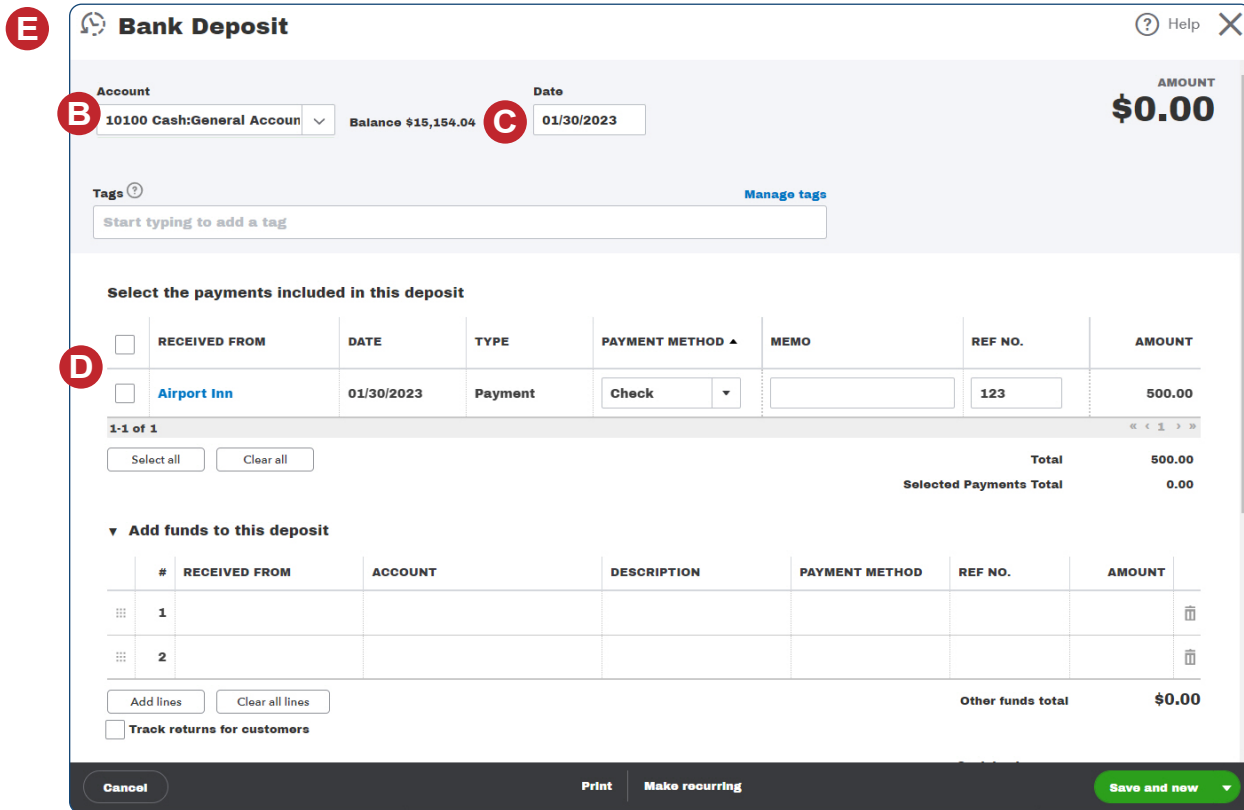 E
Bank Deposit
Help
Account
Date
AMOUNT
B
10100 Cash:General Accoun
Balance $15,154.04
C
01/30/2023
$0.00
Tags ?
Manage tags
Start typing to add a tag
Select the payments included in this deposit
RECEIVED FROM DATE TYPE PAYMENT METHOD ▲ MEMO REF NO. AMOUNT
D
Airport Inn 01/30/2023 Payment Check 123 500.00
1-1 of 1 « ‹ 1 › »
Select all Clear all Total 500.00
Selected Payments Total 0.00
▼ Add funds to this deposit
# RECEIVED FROM ACCOUNT DESCRIPTION PAYMENT METHOD REF NO. AMOUNT
1
2
Add lines Clear all lines Other funds total $0.00
Track returns for customers
Cancel Print Make recurring Save and new